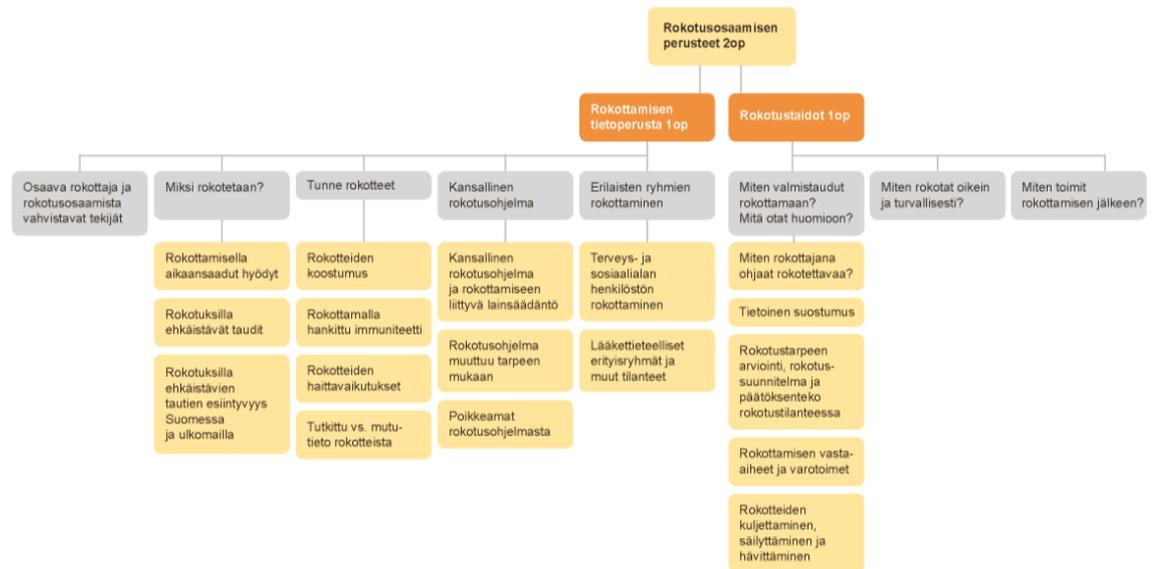 Rokotusosaamisen
perusteet 2op
Rokottamisen
tietoperusta 1op
Rokotustaidot 1op
Osaava rokottaja ja
rokotusosaamista
vahvistavat tekijät
Miksi rokotetaan?
Rokottamisella
aikaansaadut hyödyt
Rokotuksilla
ehkäistävät taudit
Rokotuksilla
ehkäistävien
tautien esiintyvyys
Suomessa
ja ulkomailla
Tunne rokotteet
Rokotteiden
koostumus
Rokottamalla
hankittu immuniteetti
Rokotteiden
haittavaikutukset
Tutkittu vs. mutu-
tieto rokotteista
Kansallinen
rokotusohjelma
Kansallinen
rokotusohjelma
ja rokottamiseen
liittyvä lainsäädäntö
Rokotusohjelma
muuttuu tarpeen
mukaan
Poikkeamat
rokotusohjelmasta
Erilaisten ryhmien
rokottaminen
Terveys- ja
sosiaalialan
henkilöstön
rokottaminen
Lääkettieteelliset
erityisryhmät ja
muut tilanteet
Miten valmistaudut
rokottamaan?
Mitä otat huomioon?
Miten rokottajana
ohjaat rokotettavaa?
Tietoinen suostumus
Rokotustarpeen
arviointi, rokotus-
suunnitelma ja
päätöksenteko
rokotustilanteessa
Rokottamisen vasta-
aiheet ja varotoimet
Rokotteiden
kuljettaminen,
säilyttäminen ja
hävittäminen
Miten rokotat oikein
ja turvallisesti?
Miten toimit
rokottamisen jälkeen?